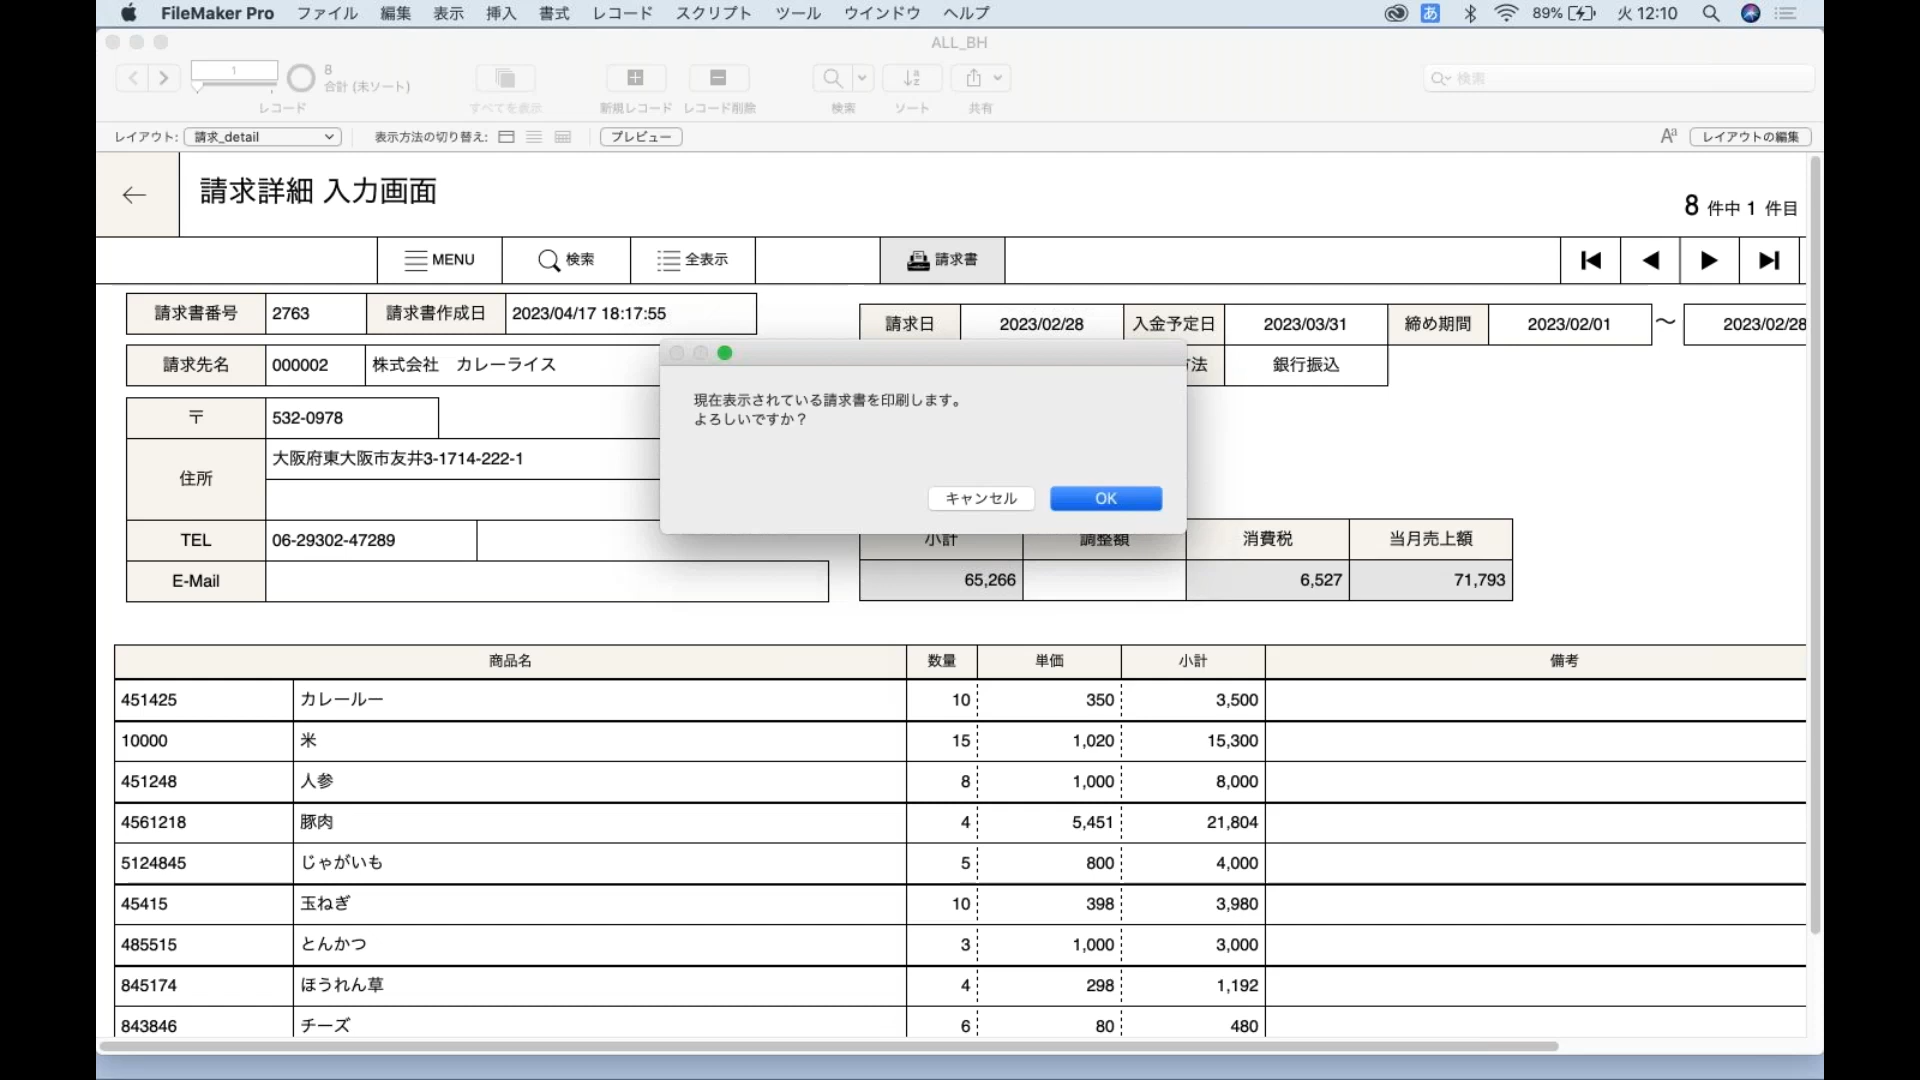 FileMaker Pro ファイル 編集 表示 挿入 書式 レコード スクリプト ツール ウインドウ ヘルプ あ 89% 火 12:10
ALL_BH
1
8
合計 (未ソート)
検索
レコード すべてを表示 新規レコード レコード削除 検索 ソート 共有
レイアウト: 請求_detail 表示方法の切り替え: プレビュー Aa レイアウトの編集
← 請求詳細 入力画面
8 件中 1 件目
MENU 検索 全表示 請求書
請求書番号 2763 請求書作成日 2023/04/17 18:17:55
請求日 2023/02/28 入金予定日 2023/03/31 締め期間 2023/02/01 〜 2023/02/28
請求先名 000002 株式会社 カレーライス
法 銀行振込
現在表示されている請求書を印刷します。
よろしいですか？
キャンセル OK
〒 532-0978
住所 大阪府東大阪市友井3-1714-222-1
TEL 06-29302-47289
E-Mail
小計 調整額 消費税 当月売上額
65,266 6,527 71,793
商品名 数量 単価 小計 備考
451425 カレールー 10 350 3,500
10000 米 15 1,020 15,300
451248 人参 8 1,000 8,000
4561218 豚肉 4 5,451 21,804
5124845 じゃがいも 5 800 4,000
45415 玉ねぎ 10 398 3,980
485515 とんかつ 3 1,000 3,000
845174 ほうれん草 4 298 1,192
843846 チーズ 6 80 480